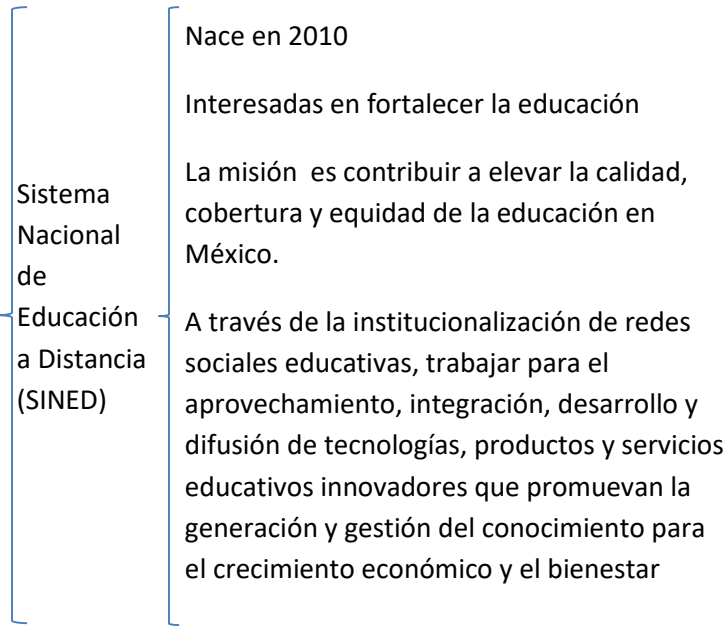 Sistema
Nacional
de
Educación
a Distancia
(SINED)
Nace en 2010
Interesadas en fortalecer la educación
La misión  es contribuir a elevar la calidad,
cobertura y equidad de la educación en
México.
A través de la institucionalización de redes
sociales educativas, trabajar para el
aprovechamiento, integración, desarrollo y
difusión de tecnologías, productos y servicios
educativos innovadores que promuevan la
generación y gestión del conocimiento para
el crecimiento económico y el bienestar